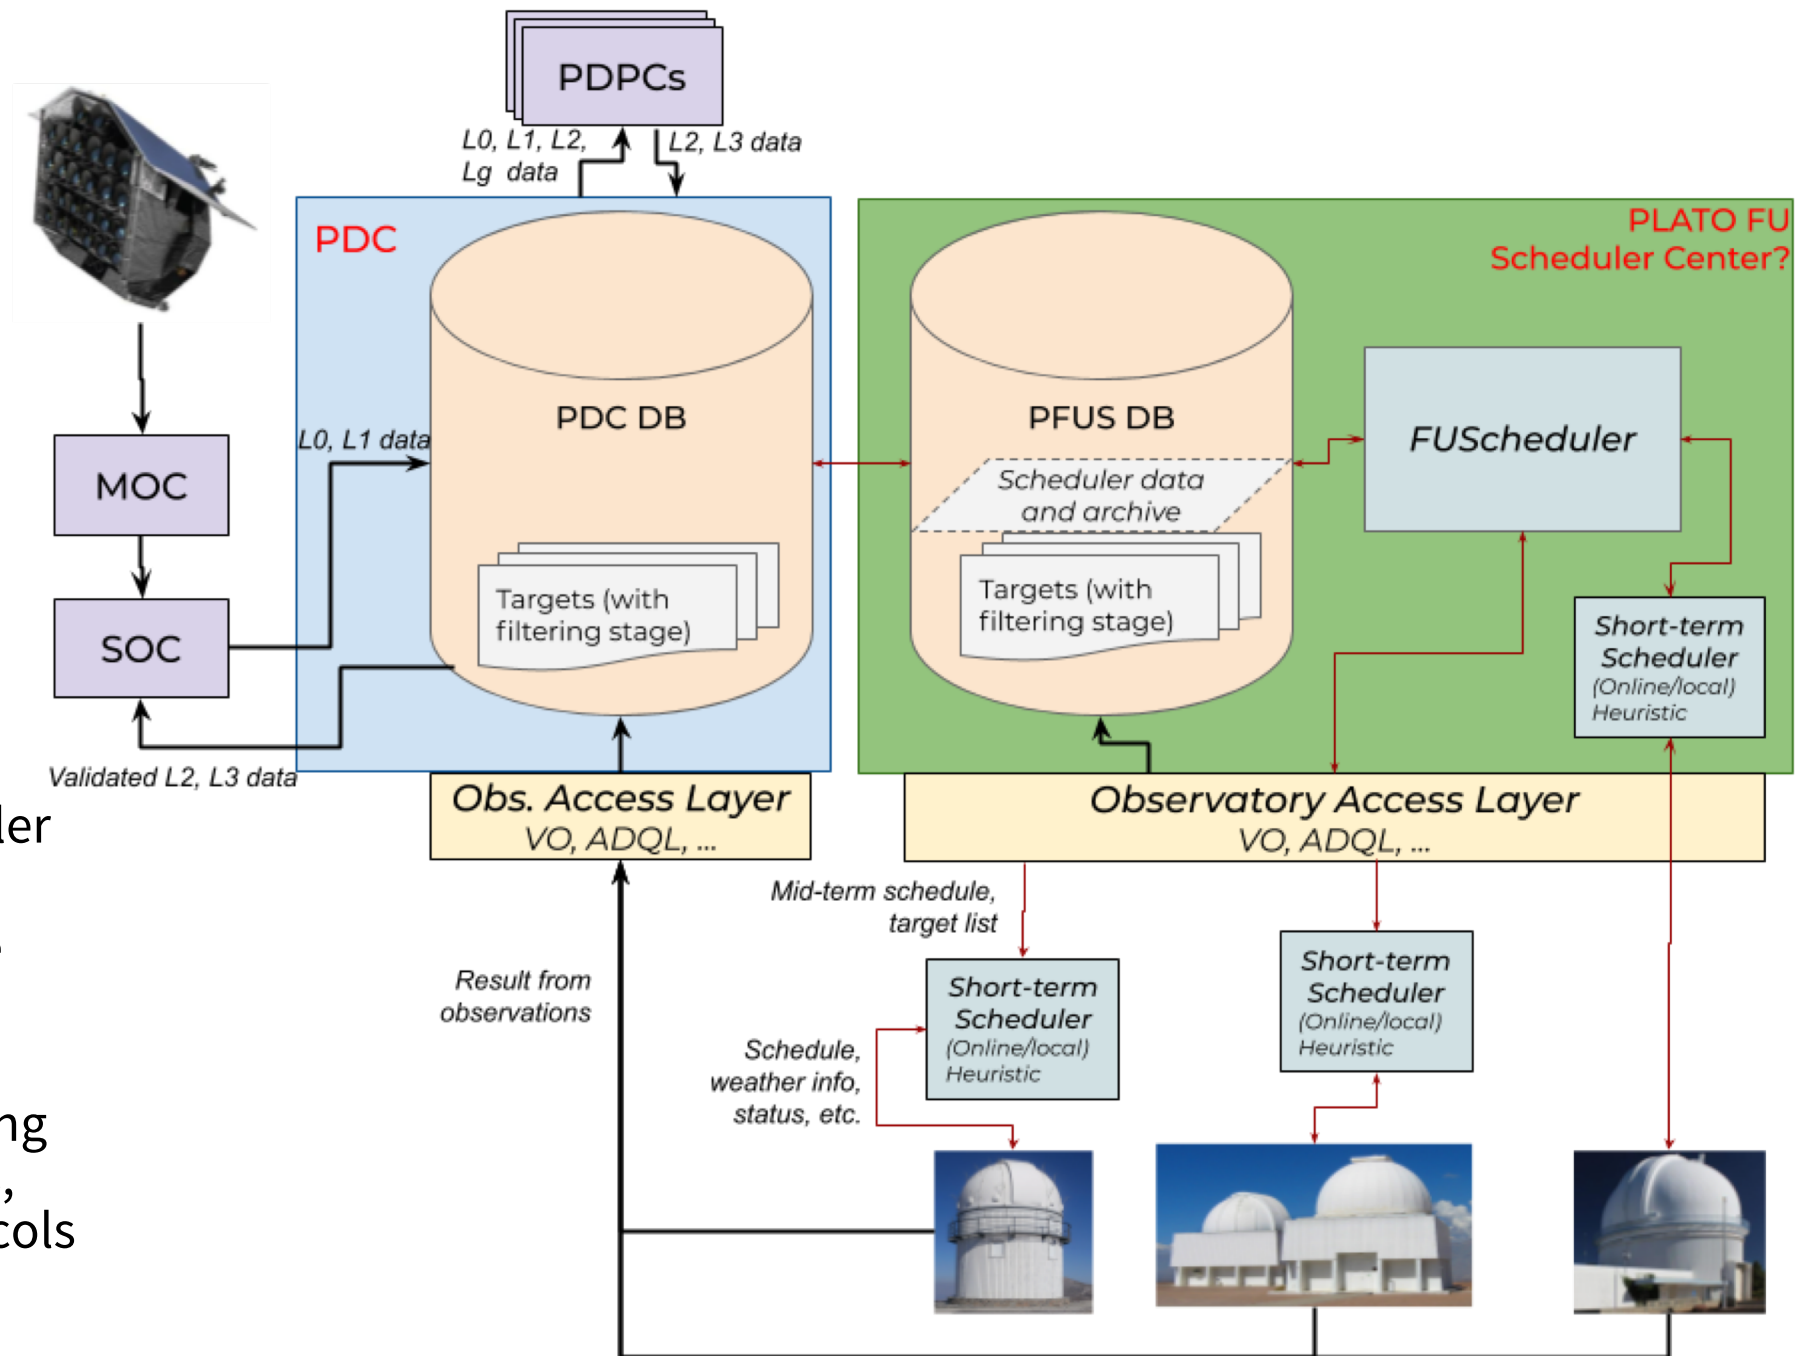 PDPCs
L0, L1, L2,
Lg data
L2, L3 data
PDC
PLATO FU
Scheduler Center?
PDC DB
PFUS DB
FUScheduler
L0, L1 data
MOC
Scheduler data
and archive
Targets (with
filtering stage)
Targets (with
filtering stage)
SOC
Short-term
Scheduler
(Online/local)
Heuristic
Validated L2, L3 data
Obs. Access Layer
VO, ADQL, ...
Observatory Access Layer
VO, ADQL, ...
ler
Mid-term schedule,
target list
Result from
observations
Short-term
Scheduler
(Online/local)
Heuristic
Short-term
Scheduler
(Online/local)
Heuristic
Schedule,
weather info,
status, etc.
ng
,
cols